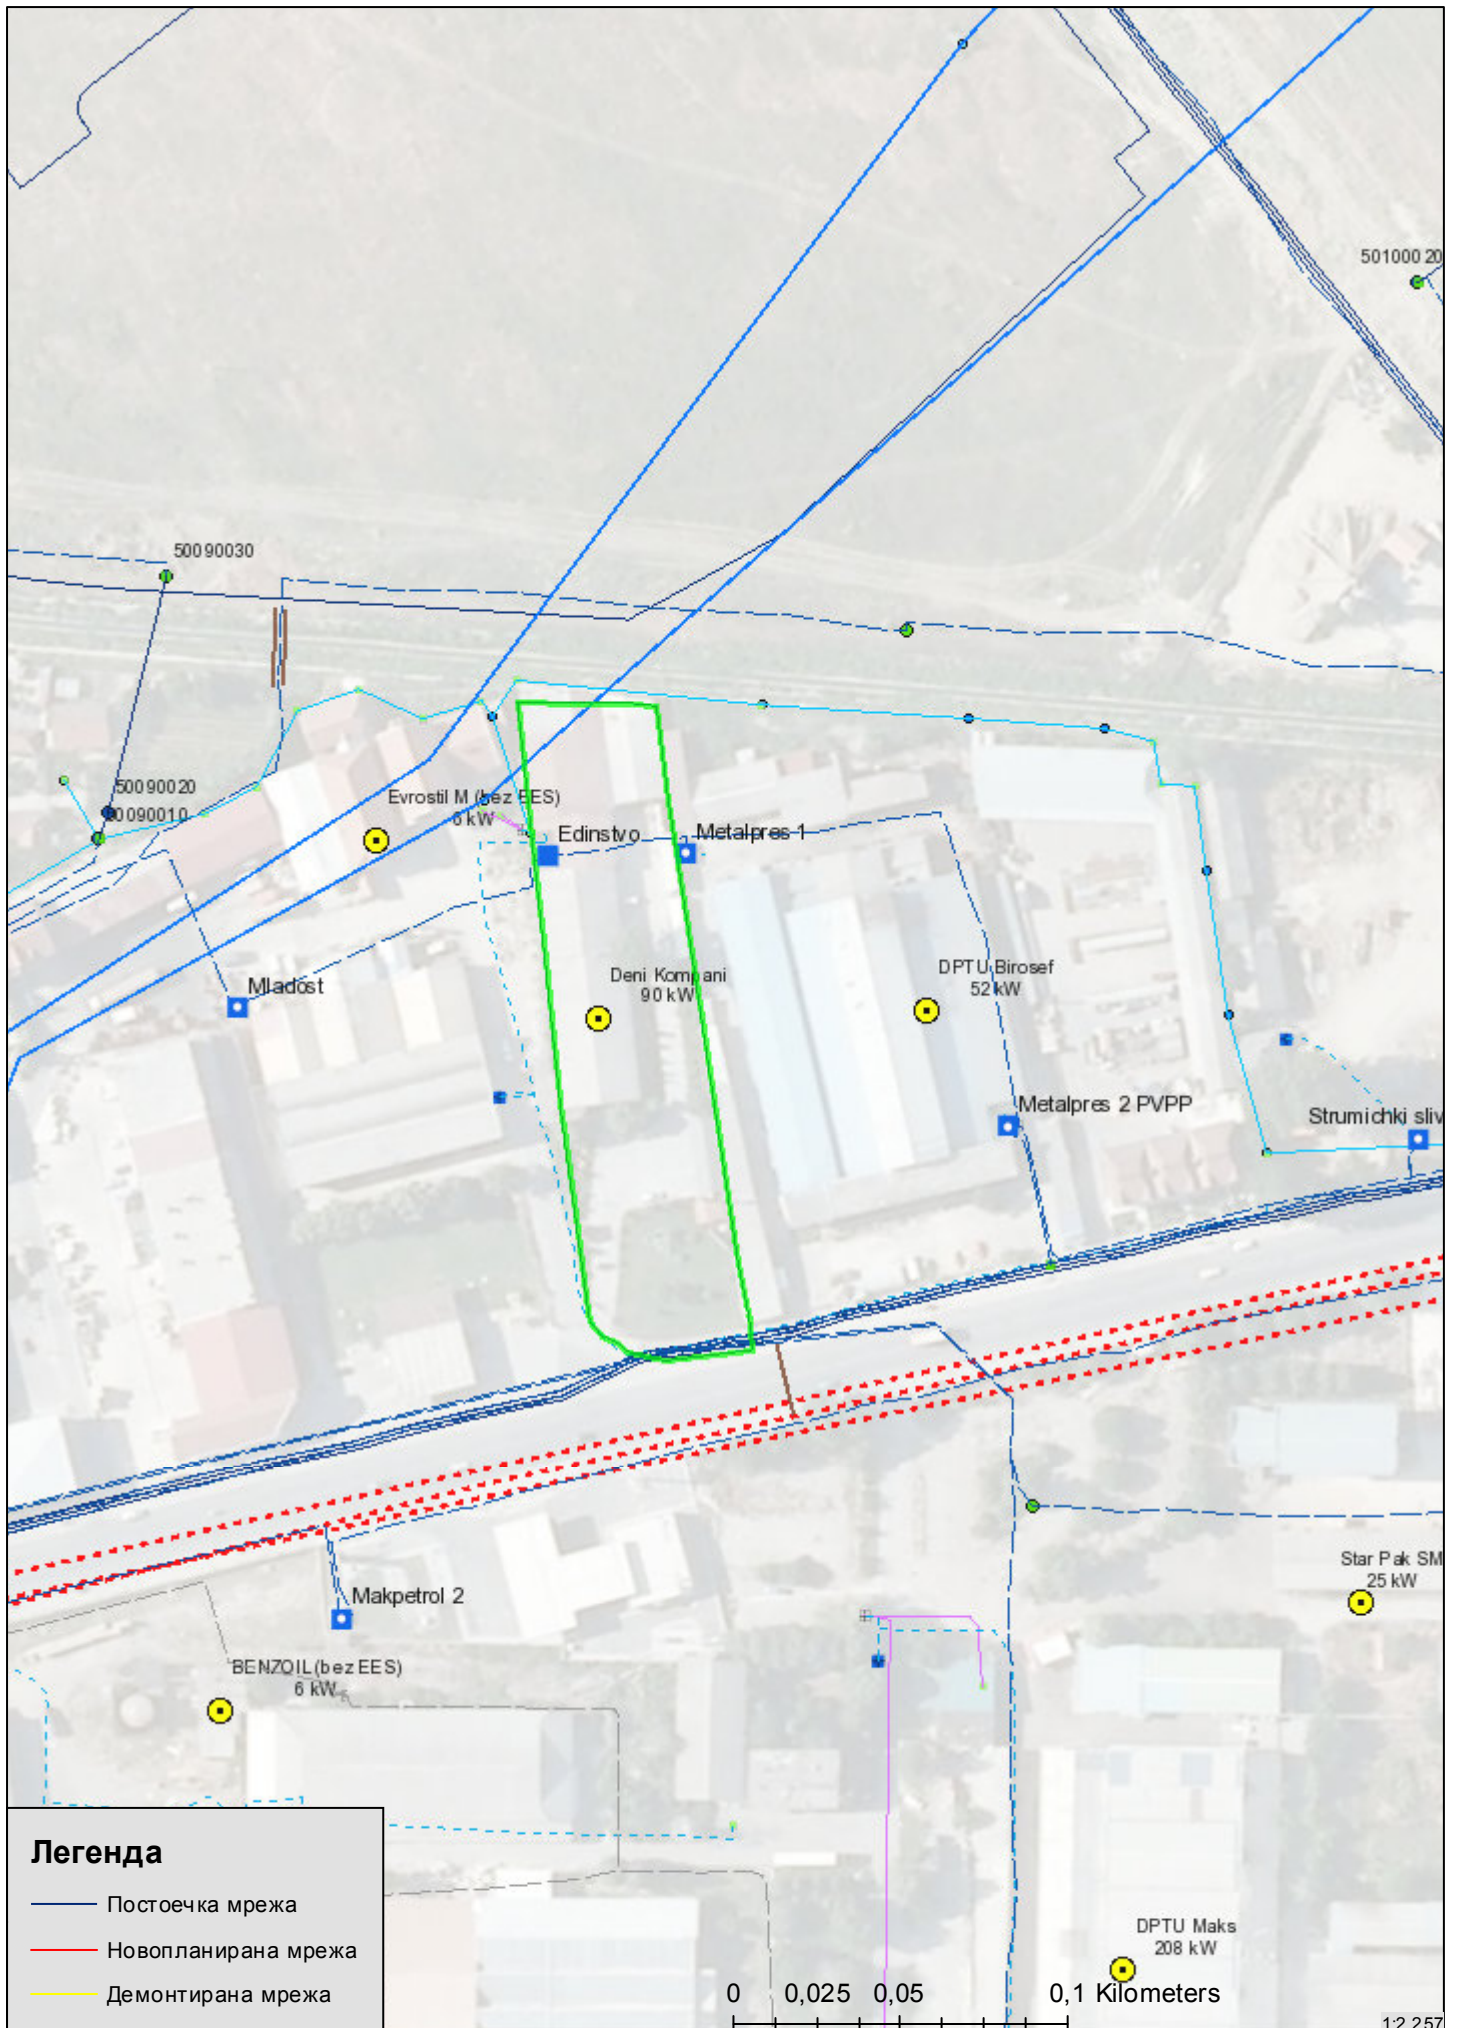 501000 20
50090030
50090020
50090010
Evrostil M (bez EES)
6 kW
Edinstvo
Metalpres 1
Mladost
Deni Kompani
90 kW
DPTU Birosef
52 kW
Metalpres 2 PVPP
Strumichki sliv
Makpetrol 2
Star Pak SM
25 kW
BENZOIL(bez EES)
6 kW
DPTU Maks
208 kW
Легенда
Постоечка мрежа
Новопланирана мрежа
Демонтирана мрежа
0 0,025 0,05 0,1 Kilometers
1:2.257